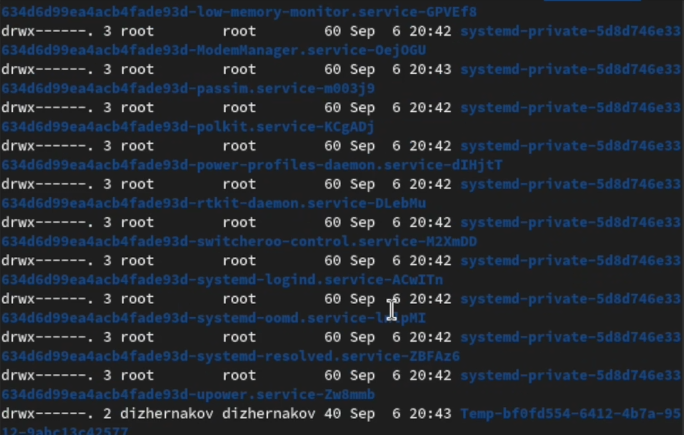 634d6d99ea4acb4fade93d-low-memory-monitor.service-GPVEf8
drwx------. 3 root       root       60 Sep  6 20:42 systemd-private-5d8d746e33
634d6d99ea4acb4fade93d-ModemManager.service-OejOGU
drwx------. 3 root       root       60 Sep  6 20:43 systemd-private-5d8d746e33
634d6d99ea4acb4fade93d-passim.service-m003j9
drwx------. 3 root       root       60 Sep  6 20:42 systemd-private-5d8d746e33
634d6d99ea4acb4fade93d-polkit.service-KCgADj
drwx------. 3 root       root       60 Sep  6 20:42 systemd-private-5d8d746e33
634d6d99ea4acb4fade93d-power-profiles-daemon.service-dIHjtT
drwx------. 3 root       root       60 Sep  6 20:42 systemd-private-5d8d746e33
634d6d99ea4acb4fade93d-rtkit-daemon.service-DLebMu
drwx------. 3 root       root       60 Sep  6 20:42 systemd-private-5d8d746e33
634d6d99ea4acb4fade93d-switcheroo-control.service-M2XmDD
drwx------. 3 root       root       60 Sep  6 20:42 systemd-private-5d8d746e33
634d6d99ea4acb4fade93d-systemd-logind.service-ACwITn
drwx------. 3 root       root       60 Sep  6 20:42 systemd-private-5d8d746e33
drwx------. 3 root       root       60 Sep  6 20:42 systemd-private-5d8d746e33
634d6d99ea4acb4fade93d-systemd-resolved.service-ZBFAz6
drwx------. 3 root       root       60 Sep  6 20:42 systemd-private-5d8d746e33
634d6d99ea4acb4fade93d-upower.service-Zw8mmb
drwx------. 2 dizhernakov dizhernakov 40 Sep  6 20:43 Temp-bf0fd554-6412-4b7a-95
12-9abc13c42577